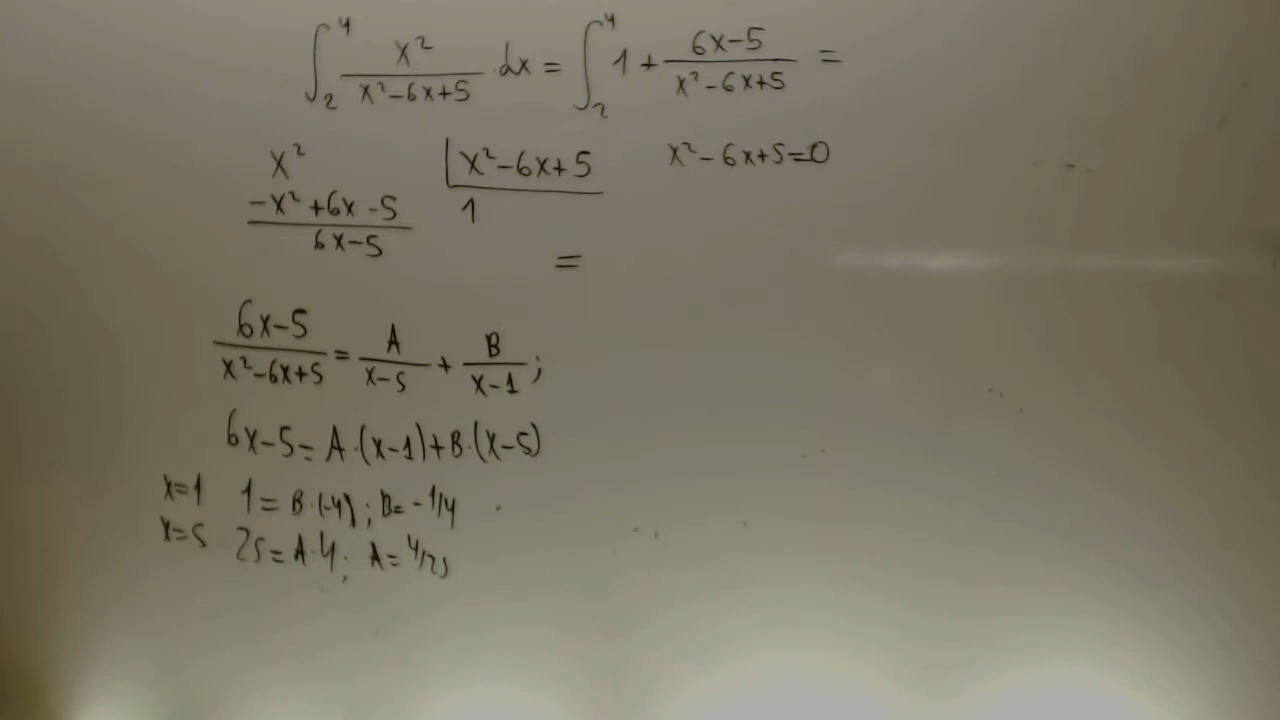 ∫₂⁴ x²/(x²-6x+5) · dx = ∫₂⁴ 1 + (6x-5)/(x²-6x+5) =
x² | x²-6x+5 x²-6x+5=0
-x²+6x-5 1
6x-5
=
(6x-5)/(x²-6x+5) = A/(x-5) + B/(x-1) ;
6x-5 = A·(x-1)+B·(x-5)
x=1 1 = B·(-4) ; B = -1/4
x=5 25 = A·4 ; A = 4/25